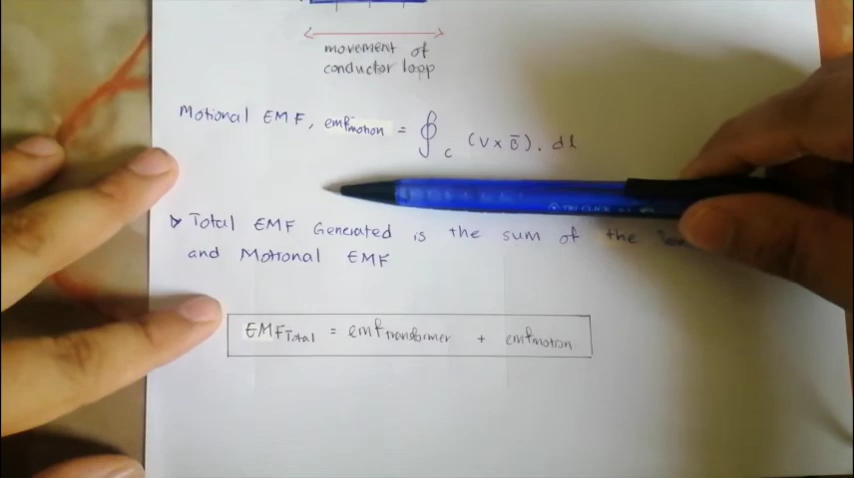 movement of
conductor loop
Motional EMF, emfmotion = ∮c (V x B̅). dl
Total EMF Generated is the sum of the
and Motional EMF
EMFTotal = emftransformer + emfmotion